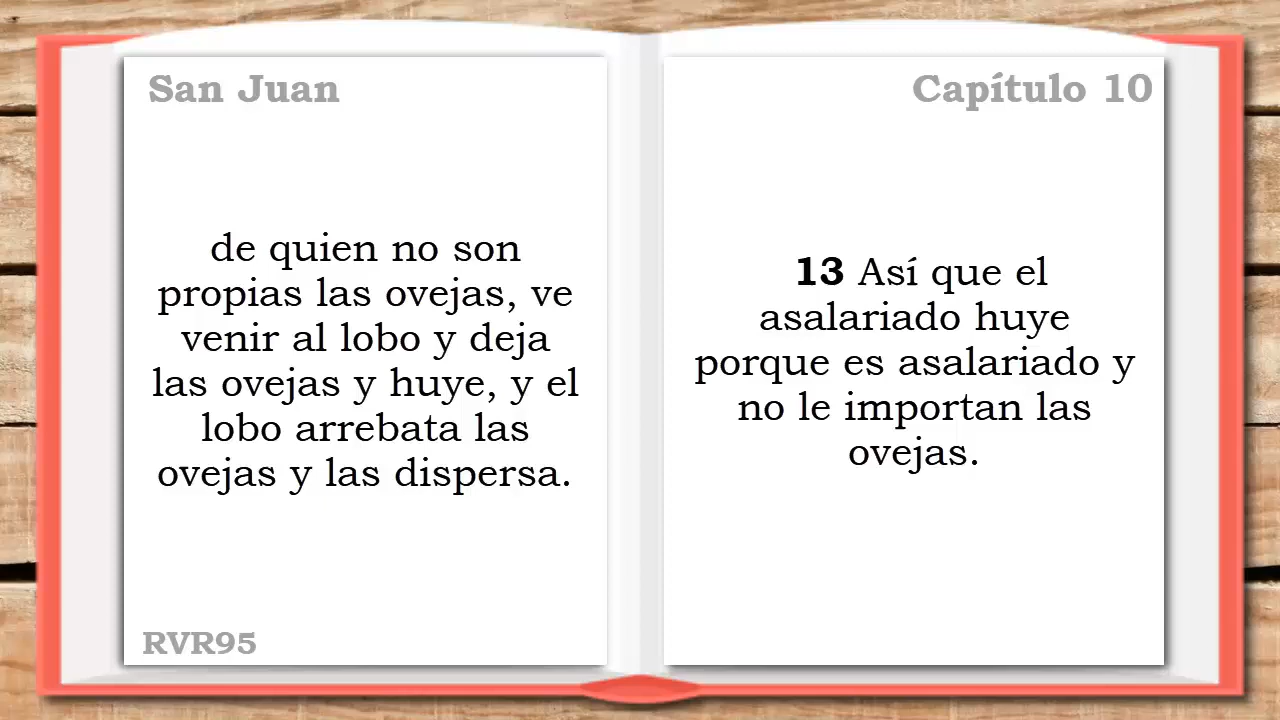 San Juan
de quien no son
propias las ovejas, ve
venir al lobo y deja
las ovejas y huye, y el
lobo arrebata las
ovejas y las dispersa.
RVR95
Capítulo 10
13 Así que el
asalariado huye
porque es asalariado y
no le importan las
ovejas.